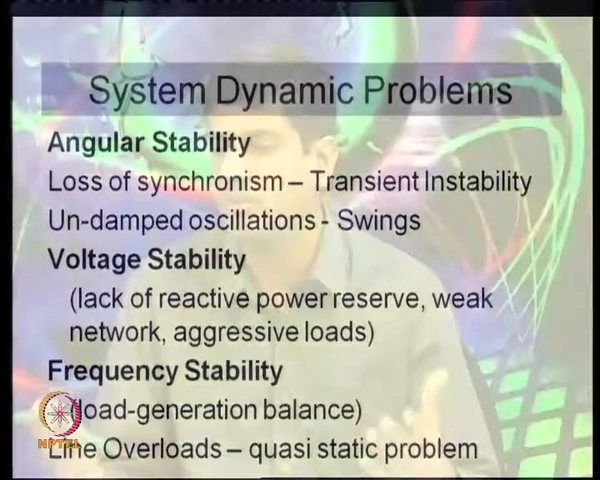 System Dynamic Problems
Angular Stability
Loss of synchronism – Transient Instability
Un-damped oscillations - Swings
Voltage Stability
(lack of reactive power reserve, weak
network, aggressive loads)
Frequency Stability
(load-generation balance)
Line Overloads – quasi static problem
NPTEL